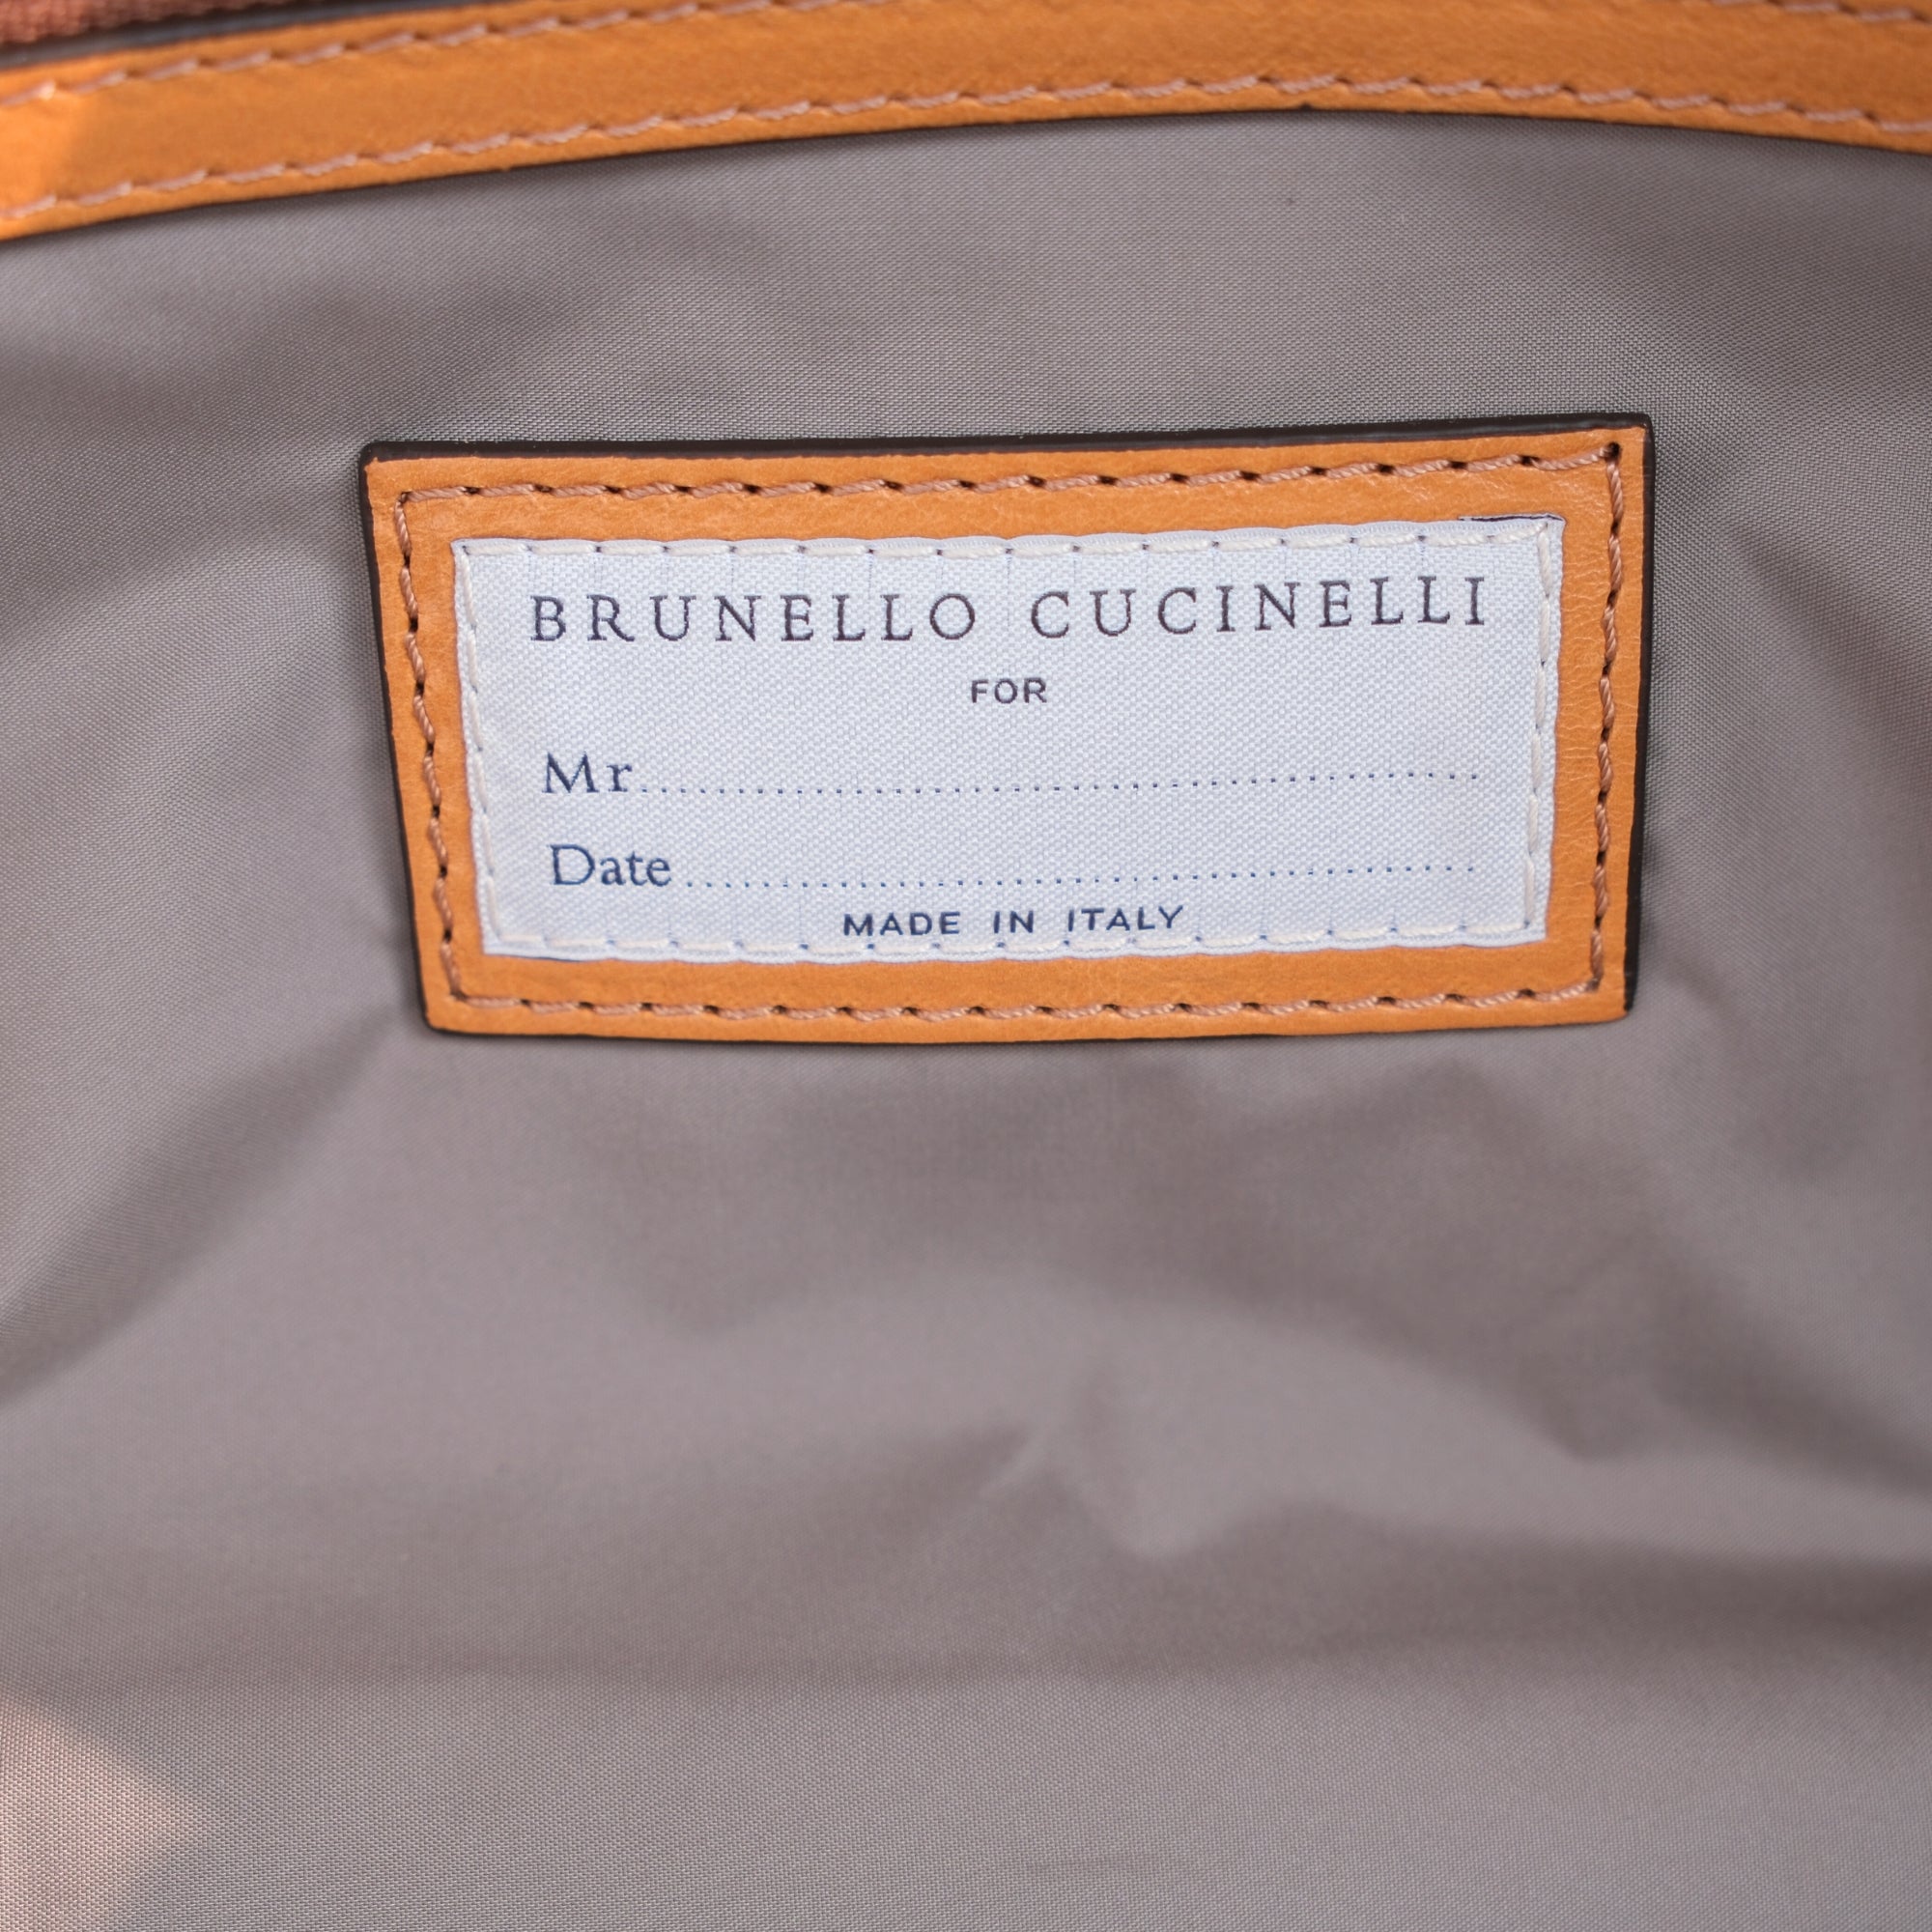 BRUNELLO CUCINELLI
FOR
Mr..............................................
Date...........................................
MADE IN ITALY